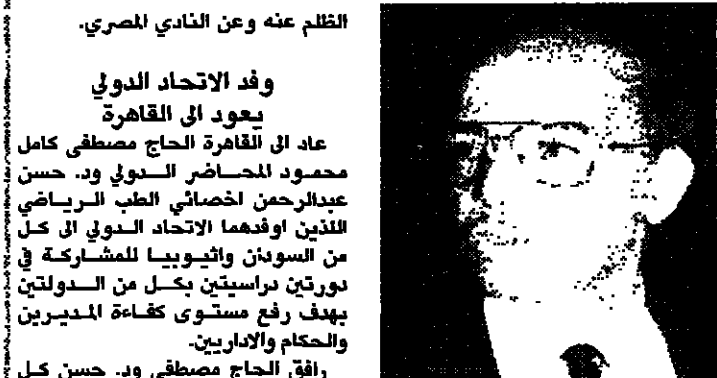 الظلم عنه وعن النادي المصري.
وفد الاتحاد الدولي
يعود الى القاهرة
عاد الى القاهرة الحاج مصطفى كامل
محمود المحاضر الدولي ود. حسن
عبدالرحمن اخصائي الطب الرياضي
اللذين اوفدهما الاتحاد الدولي الى كل
من السودان واثيوبيا للمشاركة في
دورتين دراسيتين بكل من الدولتين
بهدف رفع مستوى كفاءة المديرين
والحكام والاداريين.
رافق الحاج مصطفى ود. حسن كل